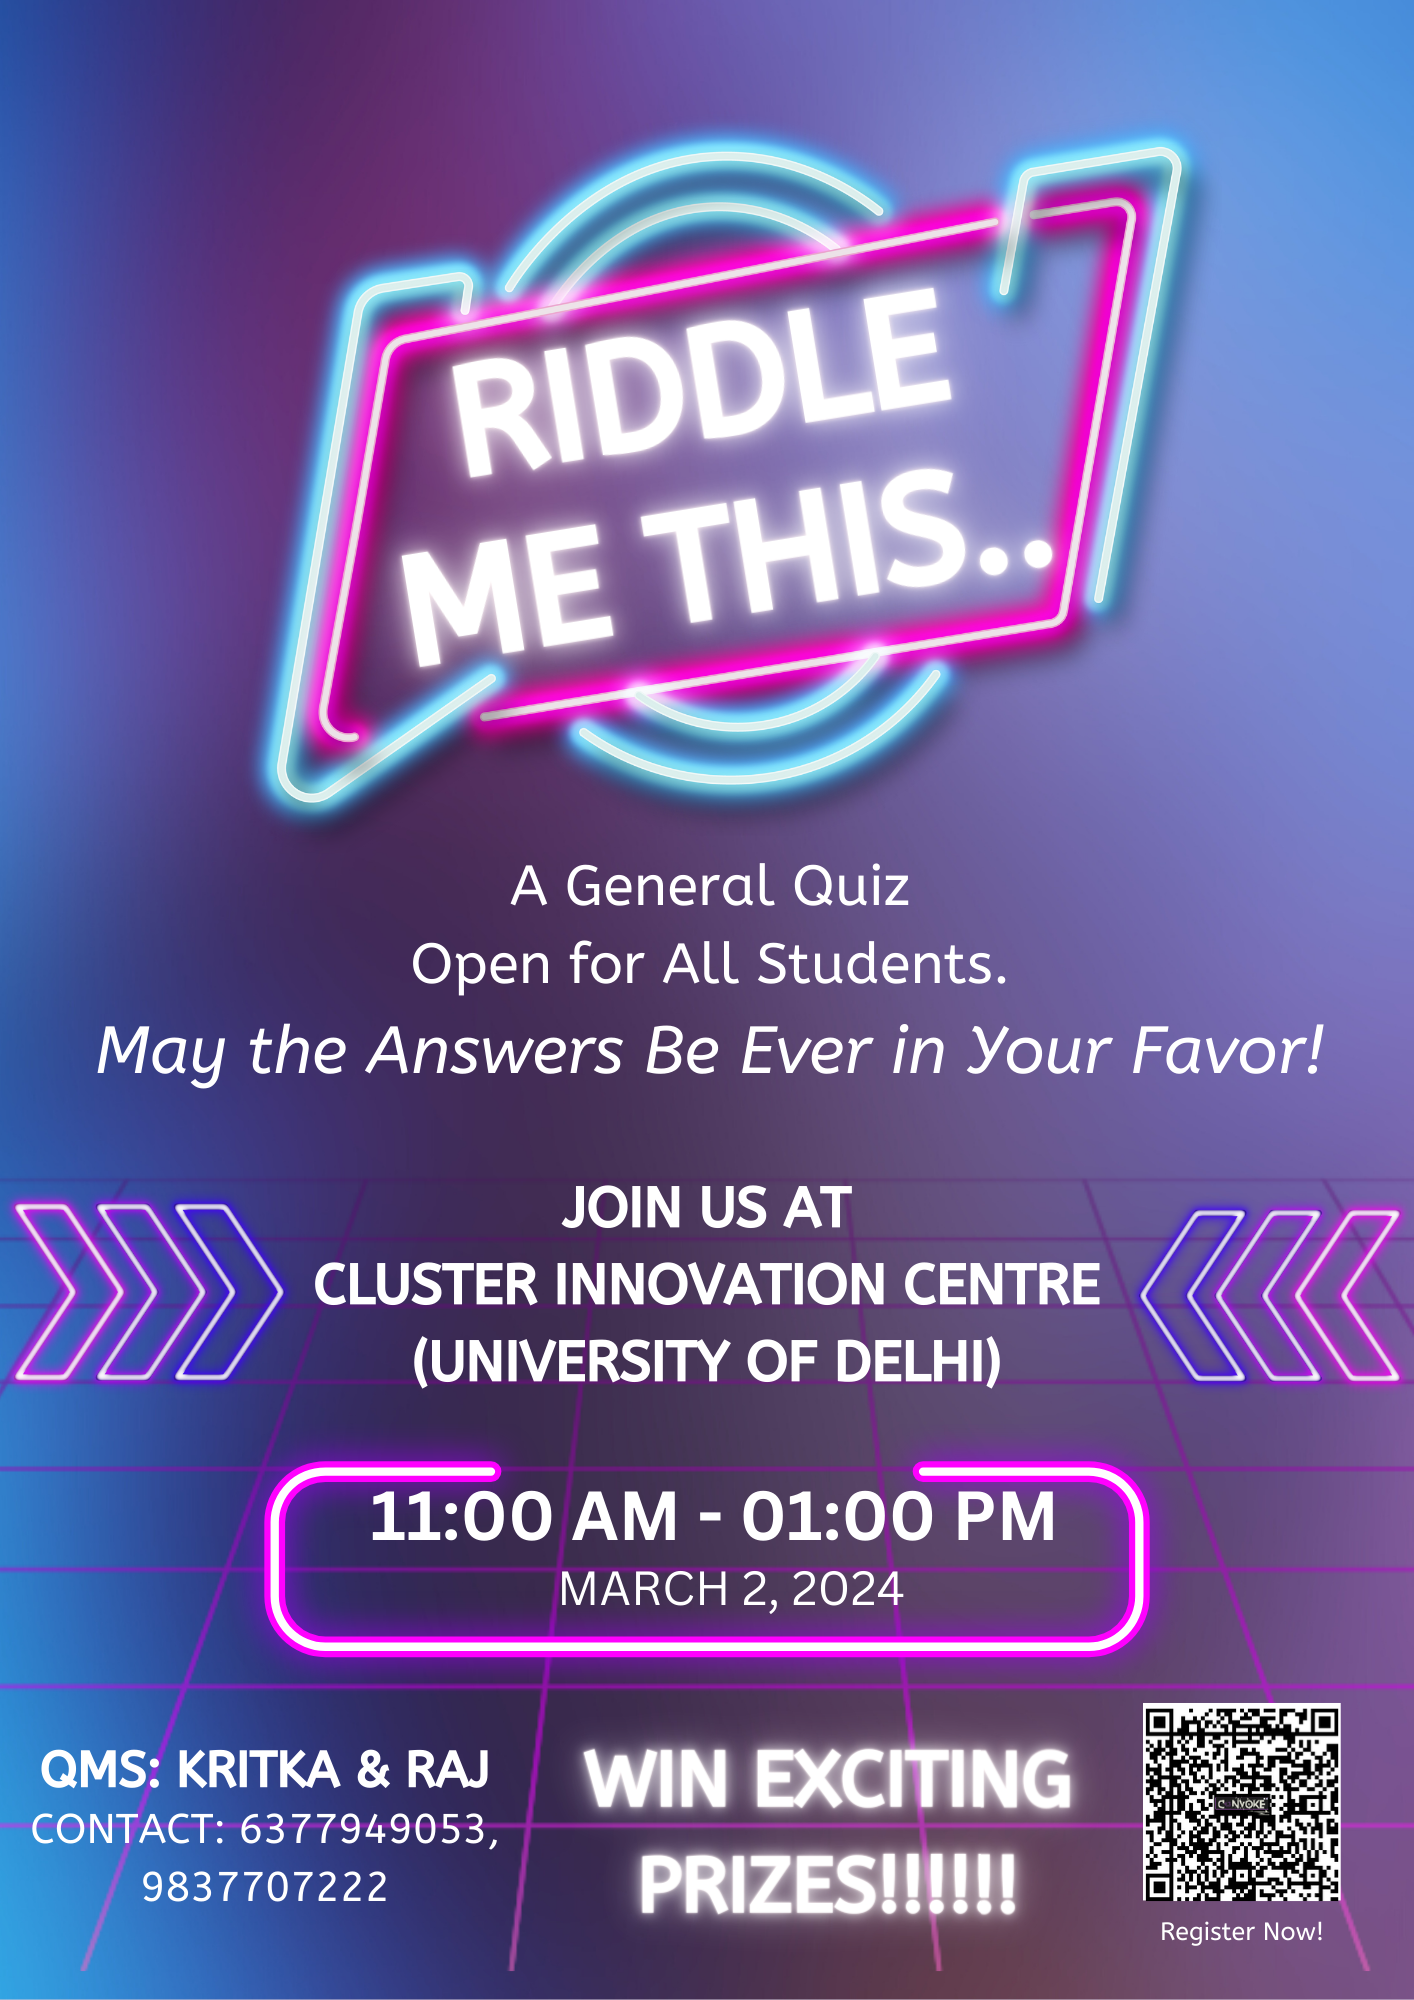 RIDDLE
ME THIS..
A General Quiz
Open for All Students.
May the Answers Be Ever in Your Favor!
JOIN US AT
CLUSTER INNOVATION CENTRE
(UNIVERSITY OF DELHI)
11:00 AM - 01:00 PM
MARCH 2, 2024
QMS: KRITKA & RAJ
CONTACT: 6377949053,
9837707222
WIN EXCITING
PRIZES!!!!!!
Register Now!